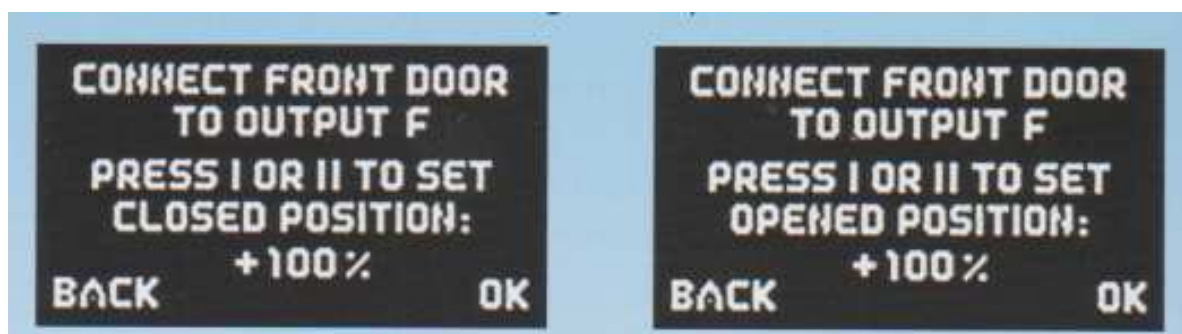 CONNECT FRONT DOOR
TO OUTPUT F
PRESS I OR II TO SET
CLOSED POSITION:
+100%
BACK OK
CONNECT FRONT DOOR
TO OUTPUT F
PRESS I OR II TO SET
OPENED POSITION:
+100%
BACK OK